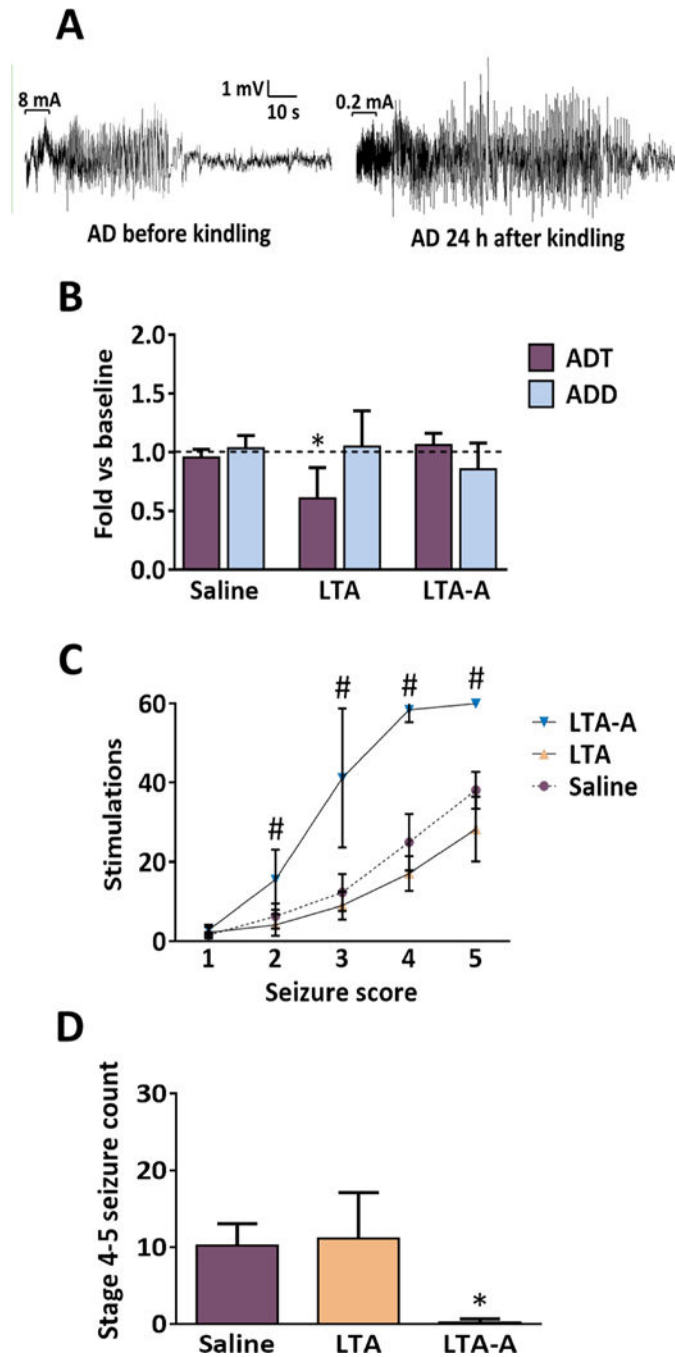 A
8 mA
1 mV
10 s
0.2 mA
AD before kindling
AD 24 h after kindling
B
Fold vs baseline
2.0
1.5
1.0
0.5
0.0
*
Saline
LTA
LTA-A
ADT
ADD
C
Stimulations
60
40
20
0
# # # #
1 2 3 4 5
Seizure score
LTA-A
LTA
Saline
D
Stage 4-5 seizure count
30
20
10
0
*
Saline
LTA
LTA-A